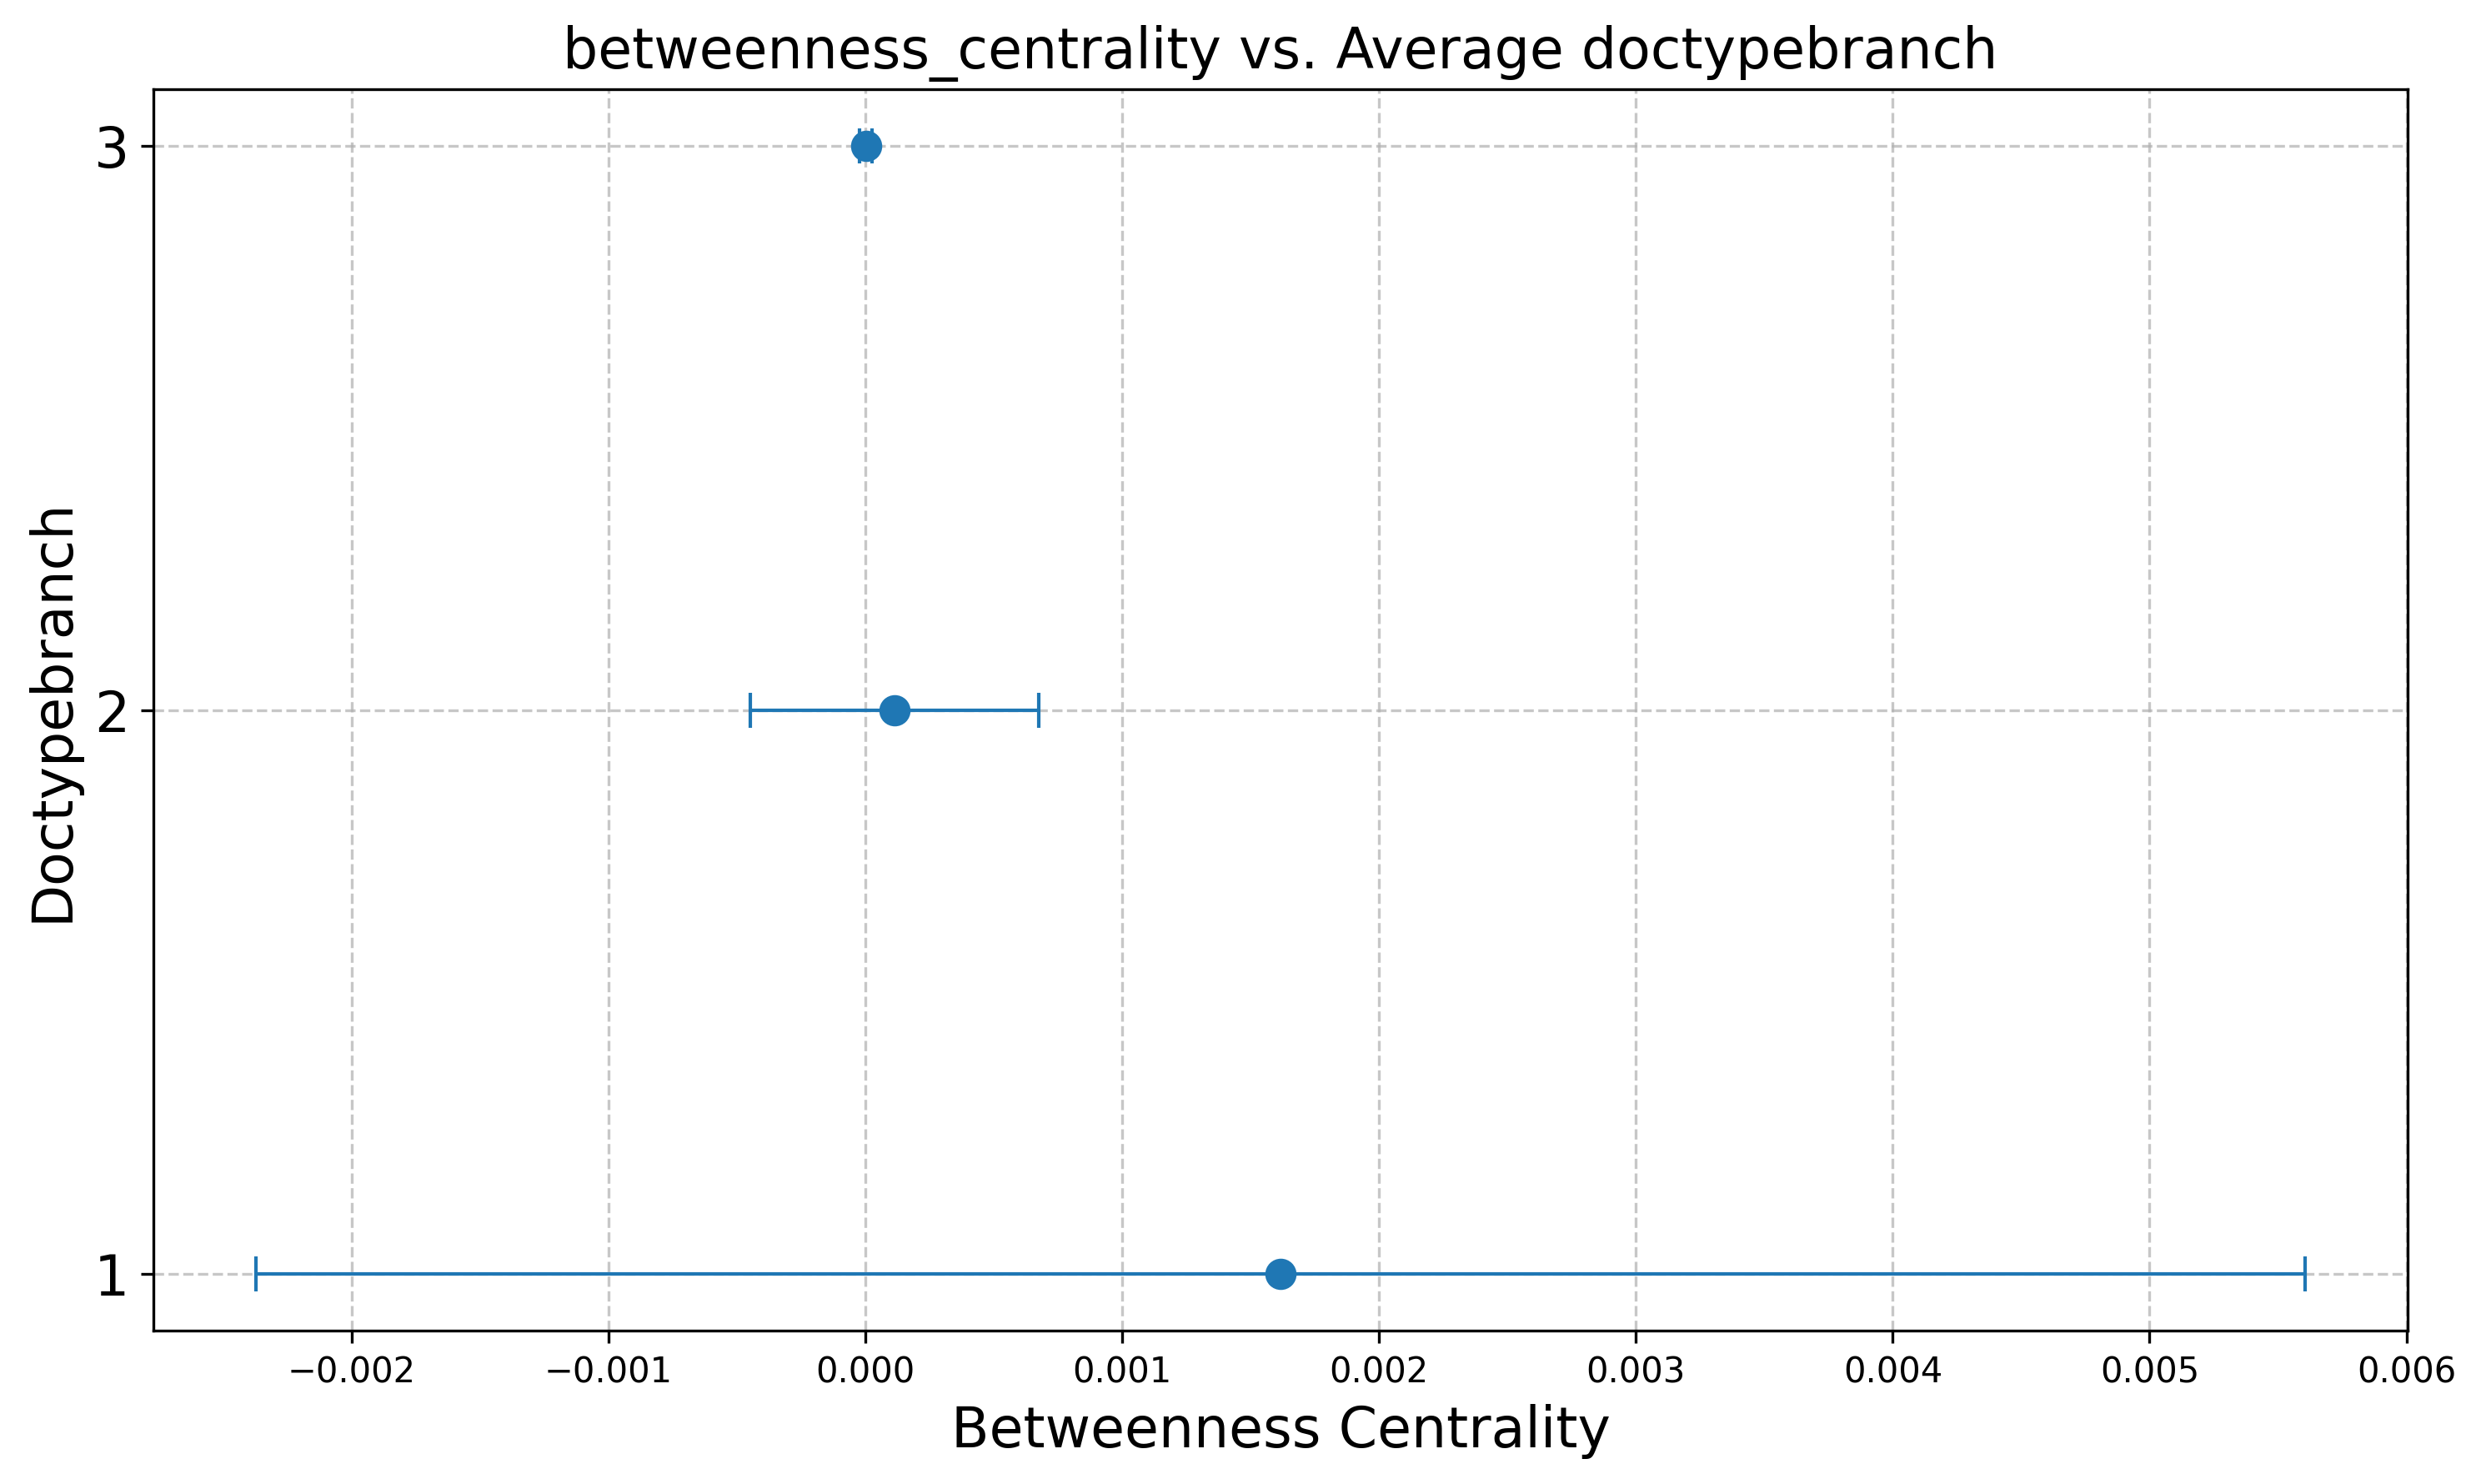 betweenness_centrality vs. Average doctypebranch
3
2
1
Doctypebranch
−0.002 −0.001 0.000 0.001 0.002 0.003 0.004 0.005 0.006
Betweenness Centrality